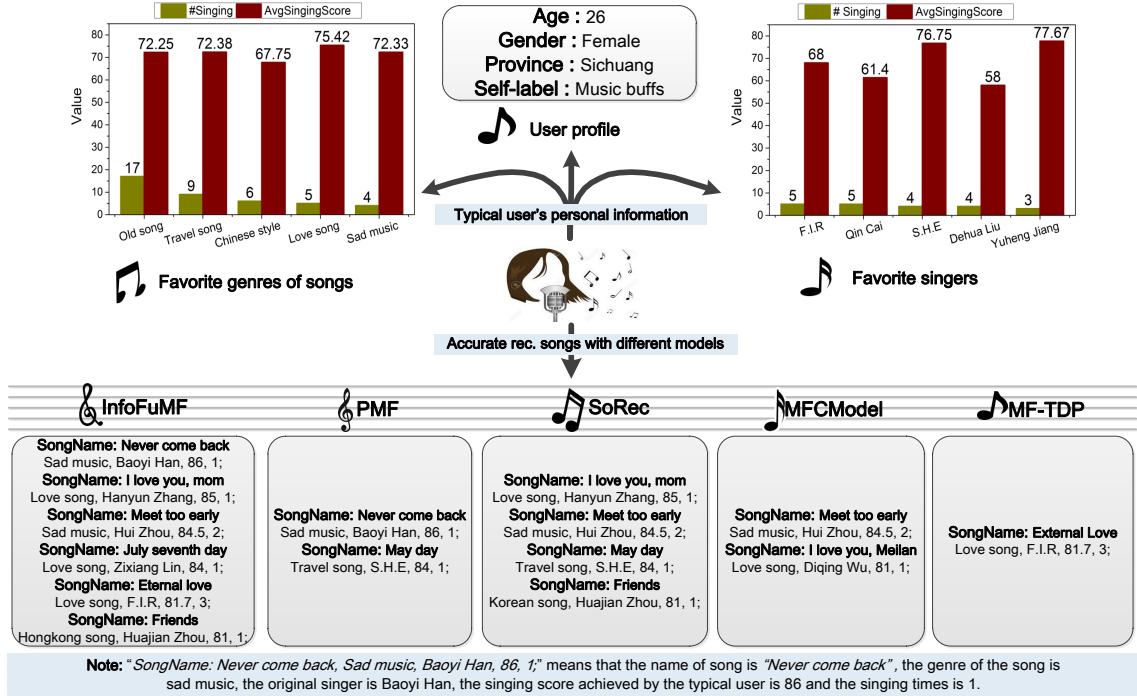 #Singing AvgSingingScore
Value
80
70
60
50
40
30
20
10
0
72.25
72.38
67.75
75.42
72.33
17
9
6
5
4
Old song
Travel song
Chinese style
Love song
Sad music
Favorite genres of songs
Age : 26
Gender : Female
Province : Sichuang
Self-label : Music buffs
User profile
# Singing AvgSingingScore
Value
80
70
60
50
40
30
20
10
0
68
61.4
76.75
58
77.67
5
5
4
4
3
F.I.R
Qin Cai
S.H.E
Dehua Liu
Yuheng Jiang
Favorite singers
Typical user's personal information
Accurate rec. songs with different models
InfoFuMF
SongName: Never come back
Sad music, Baoyi Han, 86, 1;
SongName: I love you, mom
Love song, Hanyun Zhang, 85, 1;
SongName: Meet too early
Sad music, Hui Zhou, 84.5, 2;
SongName: July seventh day
Love song, Zixiang Lin, 84, 1;
SongName: Eternal love
Love song, F.I.R, 81.7, 3;
SongName: Friends
Hongkong song, Huajian Zhou, 81, 1;
PMF
SongName: Never come back
Sad music, Baoyi Han, 86, 1;
SongName: May day
Travel song, S.H.E, 84, 1;
SoRec
SongName: I love you, mom
Love song, Hanyun Zhang, 85, 1;
SongName: Meet too early
Sad music, Hui Zhou, 84.5, 2;
SongName: May day
Travel song, S.H.E, 84, 1;
SongName: Friends
Korean song, Huajian Zhou, 81, 1;
MFCModel
SongName: Meet too early
Sad music, Hui Zhou, 84.5, 2;
SongName: I love you, Meilan
Love song, Diqing Wu, 81, 1;
MF-TDP
SongName: External Love
Love song, F.I.R, 81.7, 3;
Note: "SongName: Never come back, Sad music, Baoyi Han, 86, 1;" means that the name of song is "Never come back", the genre of the song is
sad music, the original singer is Baoyi Han, the singing score achieved by the typical user is 86 and the singing times is 1.